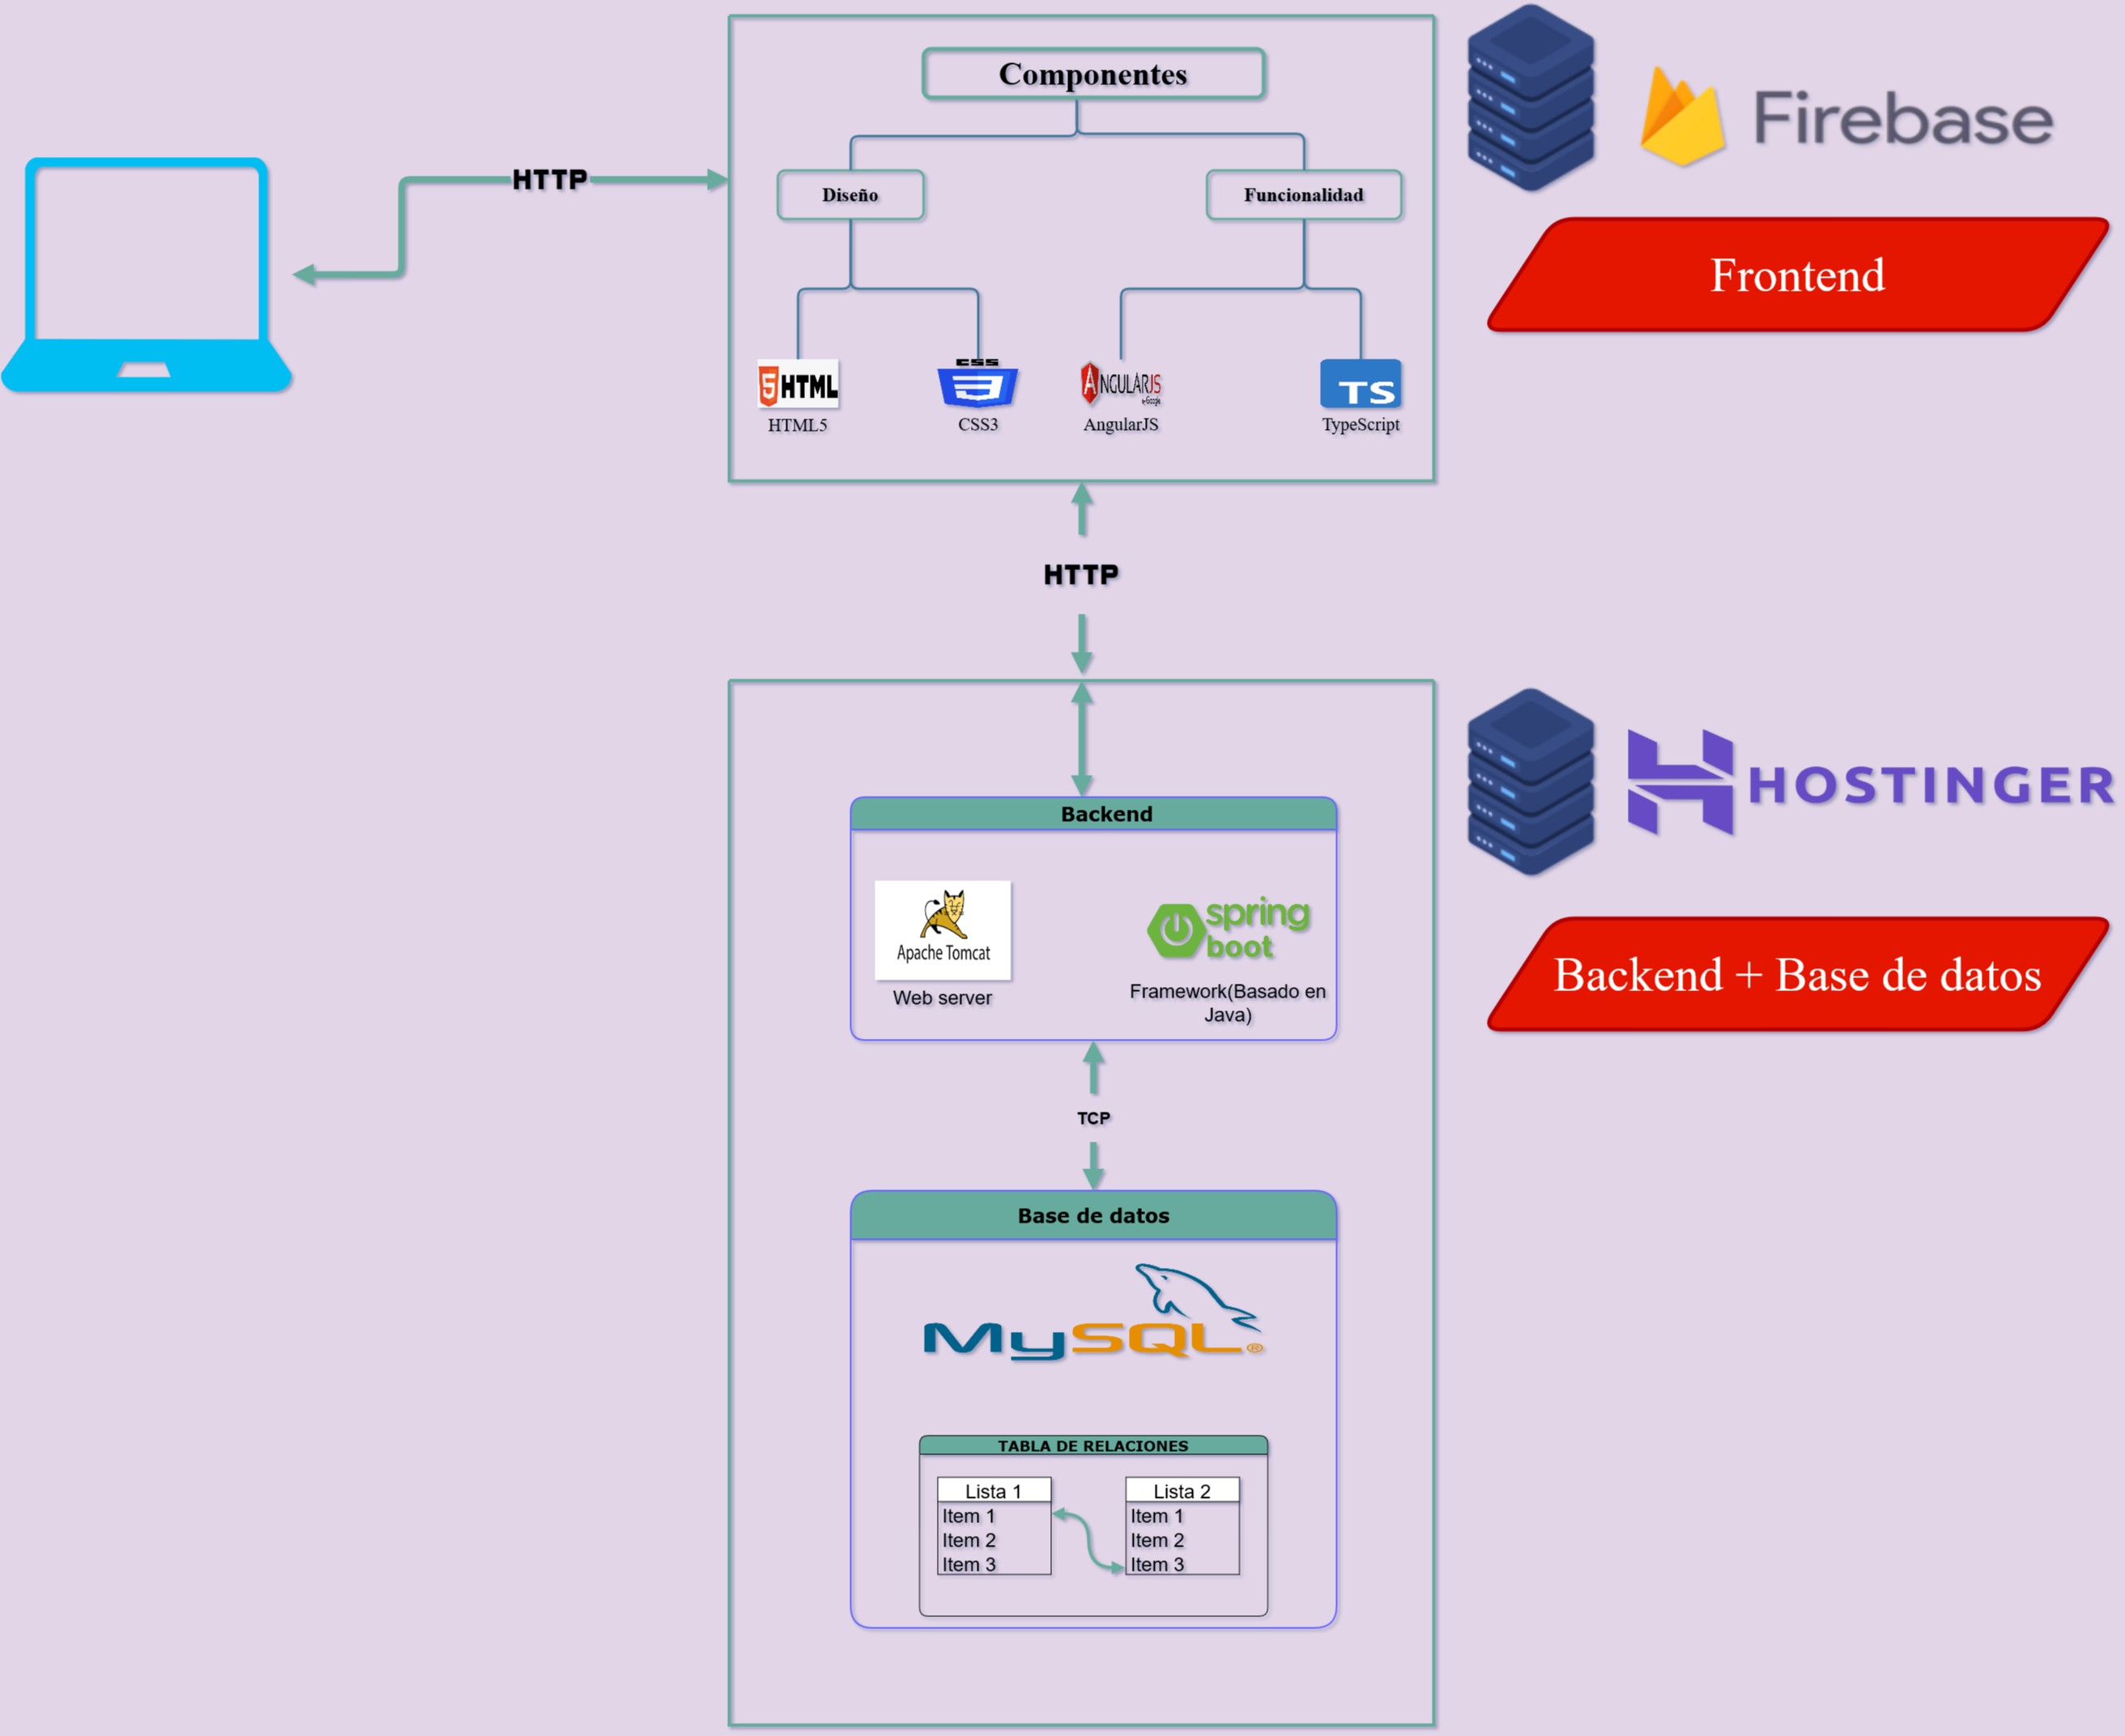 Componentes
Firebase
HTTP
Diseño
Funcionalidad
Frontend
5 HTML
CSS
3
ANGULARJS
by Google
TS
HTML5
CSS3
AngularJS
TypeScript
HTTP
HOSTINGER
Backend
Apache Tomcat
spring
boot
Web server
Framework(Basado en
Java)
Backend + Base de datos
TCP
Base de datos
MySQL®
TABLA DE RELACIONES
Lista 1
Item 1
Item 2
Item 3
Lista 2
Item 1
Item 2
Item 3